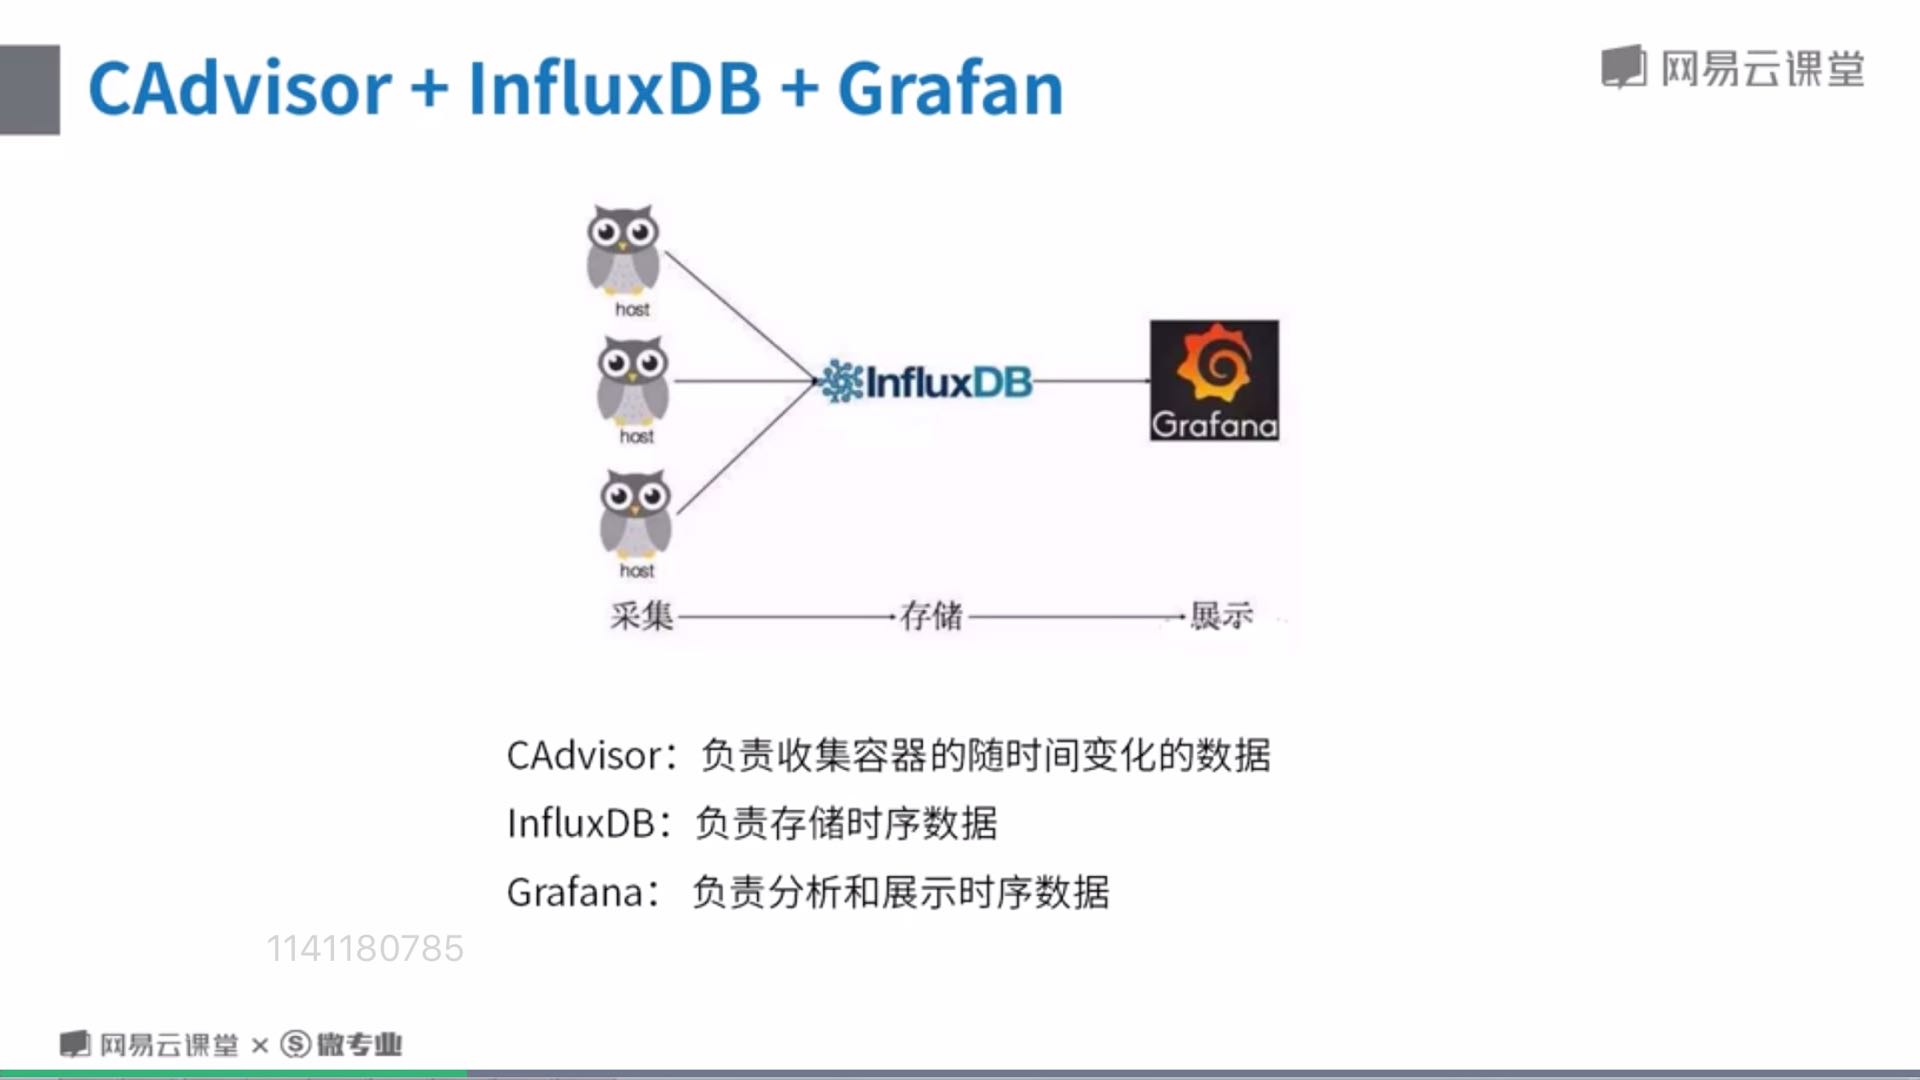 CAdvisor + InfluxDB + Grafan
网易云课堂
host
host
InfluxDB
Grafana
host
采集
存储
展示
CAdvisor：负责收集容器的随时间变化的数据
InfluxDB：负责存储时序数据
Grafana： 负责分析和展示时序数据
1141180785
网易云课堂 × 微专业